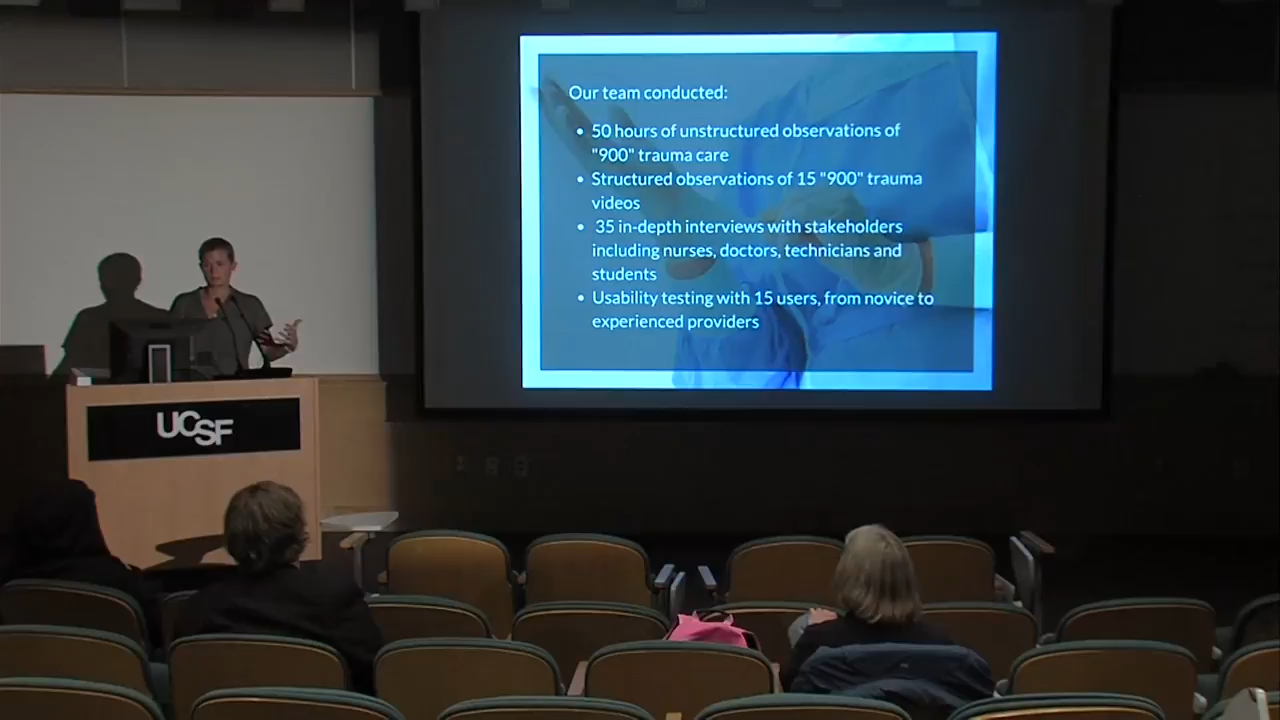 Our team conducted:
• 50 hours of unstructured observations of
"900" trauma care
• Structured observations of 15 "900" trauma
videos
• 35 in-depth interviews with stakeholders
including nurses, doctors, technicians and
students
• Usability testing with 15 users, from novice to
experienced providers
UCSF